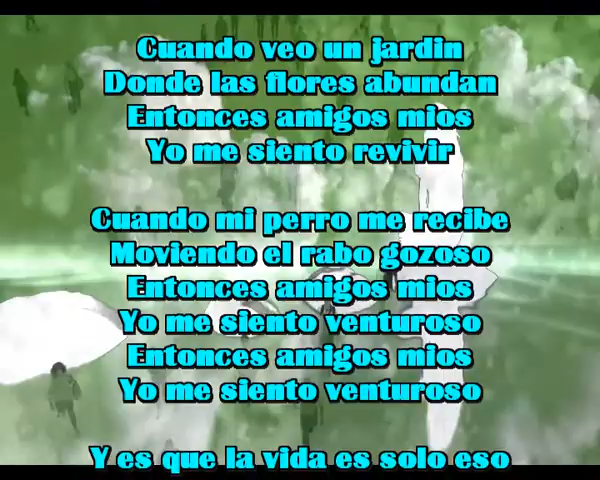 Cuando veo un jardin
Donde las flores abundan
Entonces amigos mios
Yo me siento revivir
Cuando mi perro me recibe
Moviendo el rabo gozoso
Entonces amigos mios
Yo me siento venturoso
Entonces amigos mios
Yo me siento venturoso
Y es que la vida es solo eso